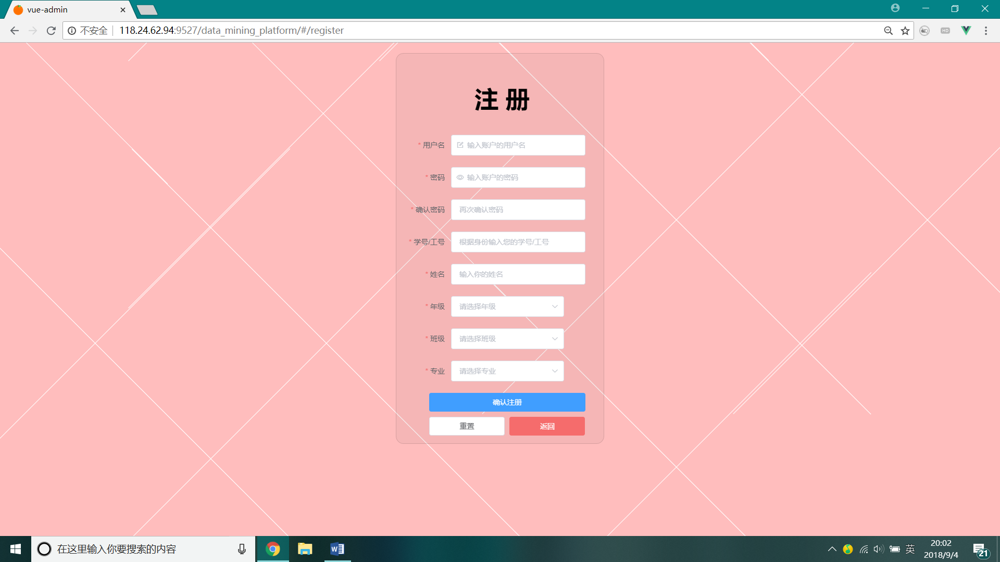 vue-admin
不安全 118.24.62.94:9527/data_mining_platform/#/register
HD
注 册
* 用户名 输入账户的用户名
* 密码 输入账户的密码
* 确认密码 再次确认密码
* 学号/工号 根据身份输入您的学号/工号
* 姓名 输入你的姓名
* 年级 请选择年级
* 班级 请选择班级
* 专业 请选择专业
确认注册
重置 返回
在这里输入你要搜索的内容
英
20:02
2018/9/4
21